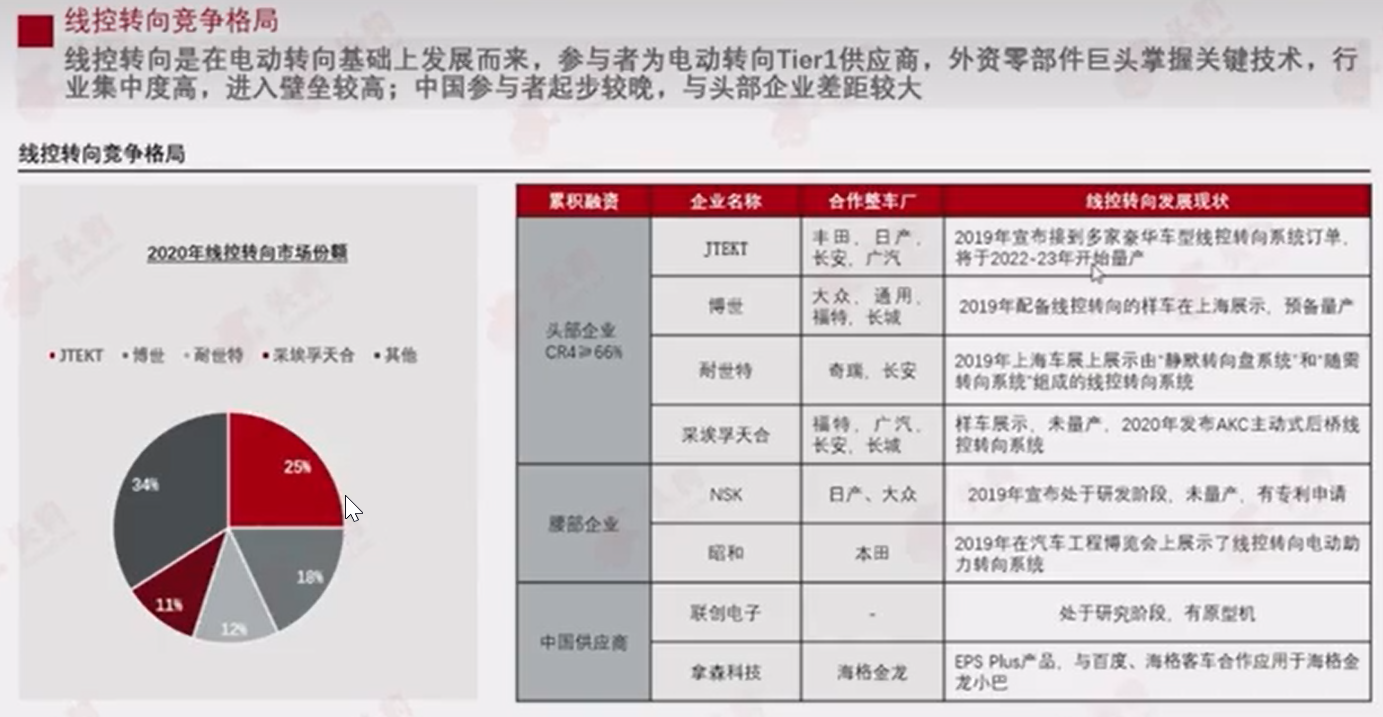 线控转向竞争格局
线控转向是在电动转向基础上发展而来，参与者为电动转向Tier1供应商，外资零部件巨头掌握关键技术，行
业集中度高，进入壁垒较高；中国参与者起步较晚，与头部企业差距较大
线控转向竞争格局
2020年线控转向市场份额
JTEKT 博世 耐世特 采埃孚天合 其他
25%
34%
18%
11%
12%
累积融资 企业名称 合作整车厂 线控转向发展现状
头部企业
CR4≥66%
JTEKT
丰田、日产、
长安、广汽
2019年宣布接到多家豪华车型线控转向系统订单，
将于2022-23年开始量产
博世
大众、通用、
福特、长城
2019年配备线控转向的样车在上海展示、预备量产
耐世特
奇瑞、长安
2019年上海车展上展示由“静默转向盘系统”和“随需
转向系统”组成的线控转向系统
采埃孚天合
福特、广汽、
长安、长城
样车展示、未量产、2020年发布AKC主动式后桥线
控转向系统
腰部企业
NSK
日产、大众
2019年宣布处于研发阶段、未量产、有专利申请
昭和
本田
2019年在汽车工程博览会上展示了线控转向电动助
力转向系统
中国供应商
联创电子
-
处于研究阶段、有原型机
拿森科技
海格金龙
EPS Plus产品、与百度、海格客车合作应用于海格金
龙小巴